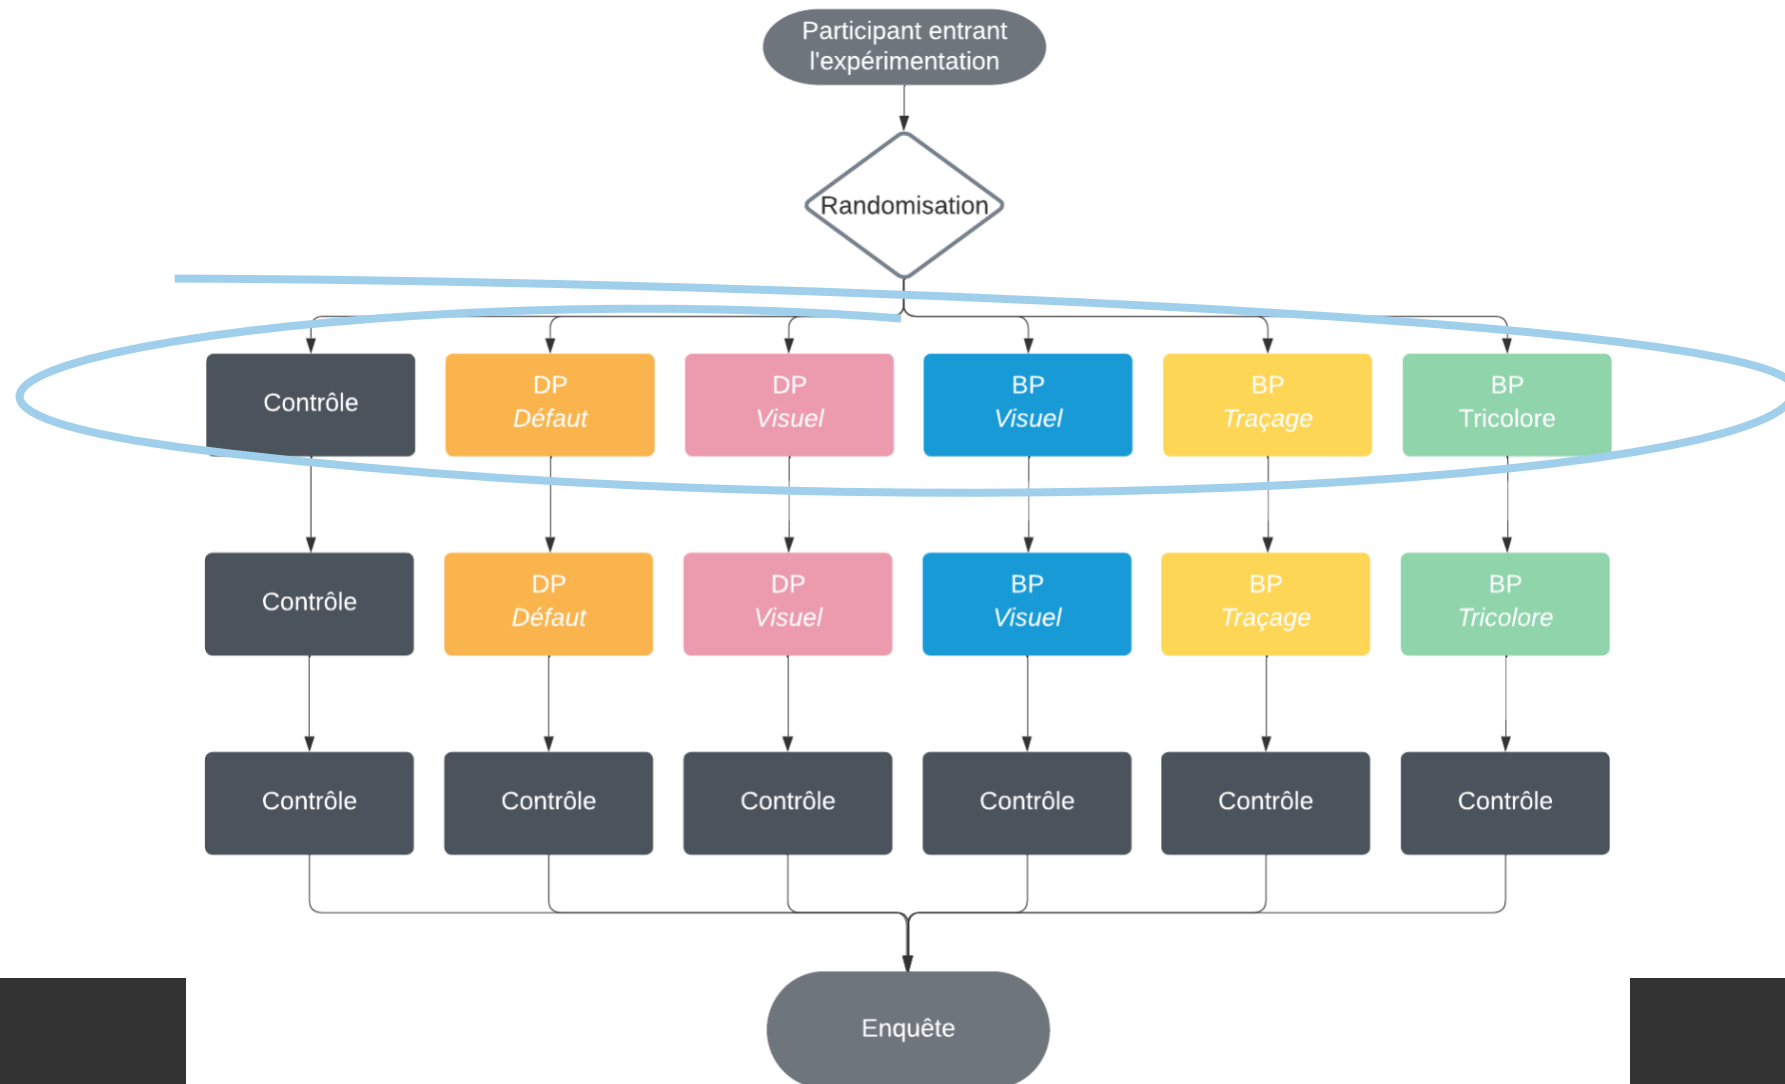 Participant entrant
l'expérimentation
Randomisation
Contrôle
DP
Défaut
DP
Visuel
BP
Visuel
BP
Traçage
BP
Tricolore
Contrôle
DP
Défaut
DP
Visuel
BP
Visuel
BP
Traçage
BP
Tricolore
Contrôle
Contrôle
Contrôle
Contrôle
Contrôle
Contrôle
Enquête